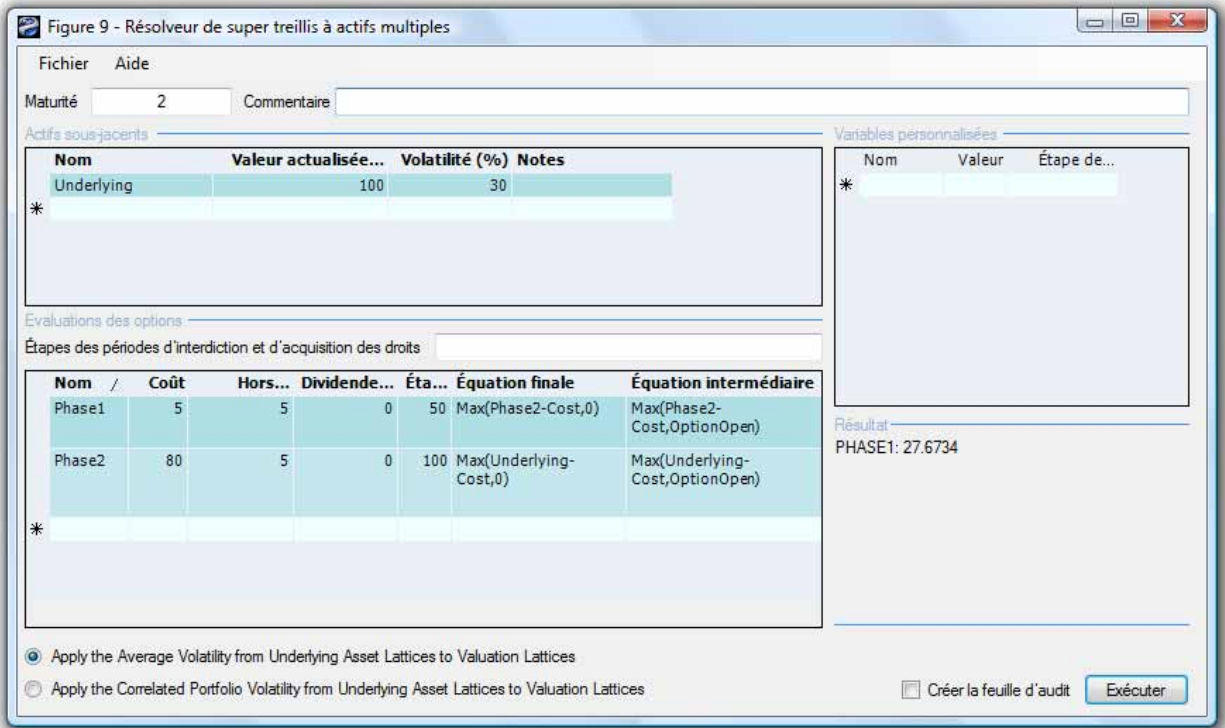 Figure 9 - Résolveur de super treillis à actifs multiples
Fichier Aide
Maturité 2 Commentaire
Actifs sous-jacents
Nom Valeur actualisée... Volatilité (%) Notes
Underlying 100 30
*
Variables personnalisées
Nom Valeur Étape de...
*
Evaluations des options
Étapes des périodes d'interdiction et d'acquisition des droits
Nom / Coût Hors... Dividende... Éta... Équation finale Équation intermédiaire
Phase1 5 5 0 50 Max(Phase2-Cost,0) Max(Phase2-
Cost,OptionOpen)
Phase2 80 5 0 100 Max(Underlying- Max(Underlying-
Cost,0) Cost,OptionOpen)
*
Résultat
PHASE1: 27.6734
Apply the Average Volatility from Underlying Asset Lattices to Valuation Lattices
Apply the Correlated Portfolio Volatility from Underlying Asset Lattices to Valuation Lattices
Créer la feuille d'audit Exécuter